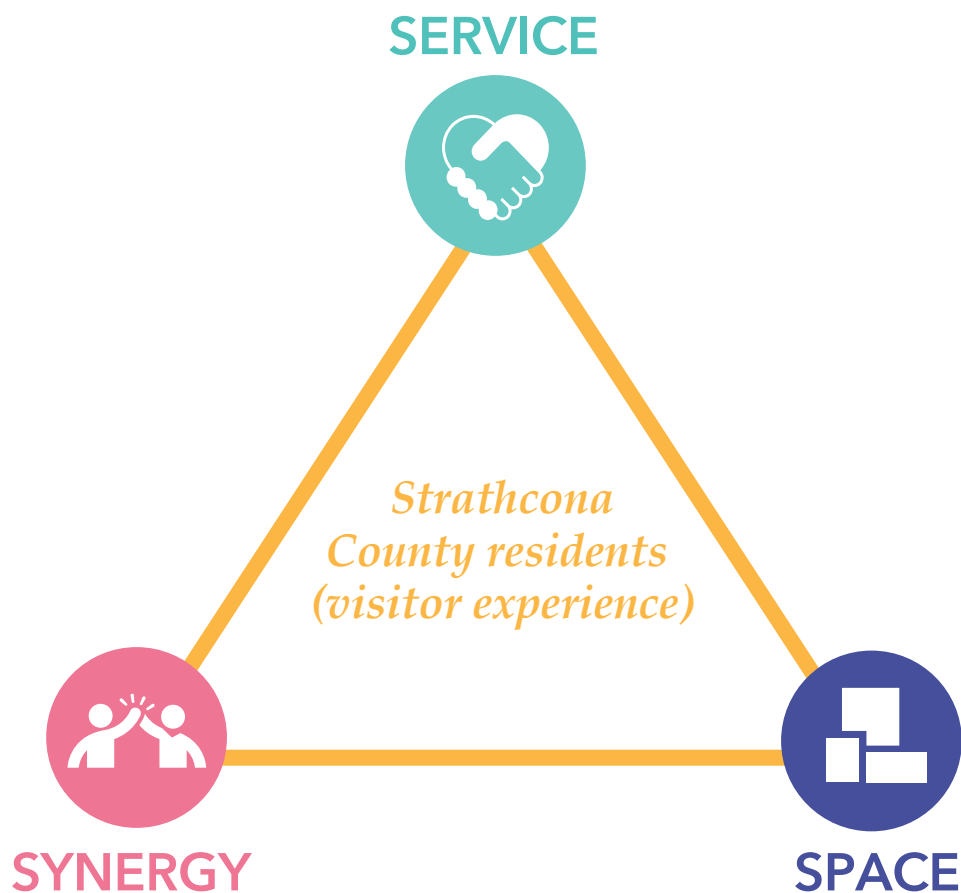 SERVICE
Strathcona
County residents
(visitor experience)
SYNERGY
SPACE